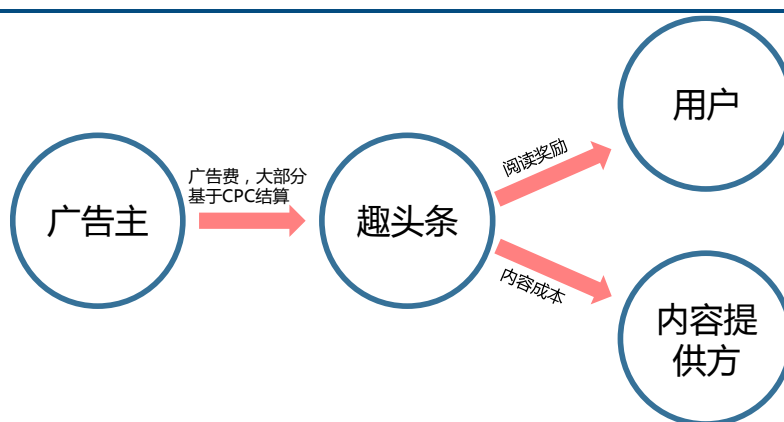 用户
阅读奖励
广告费，大部分
基于CPC结算
广告主
趣头条
内容成本
内容提
供方